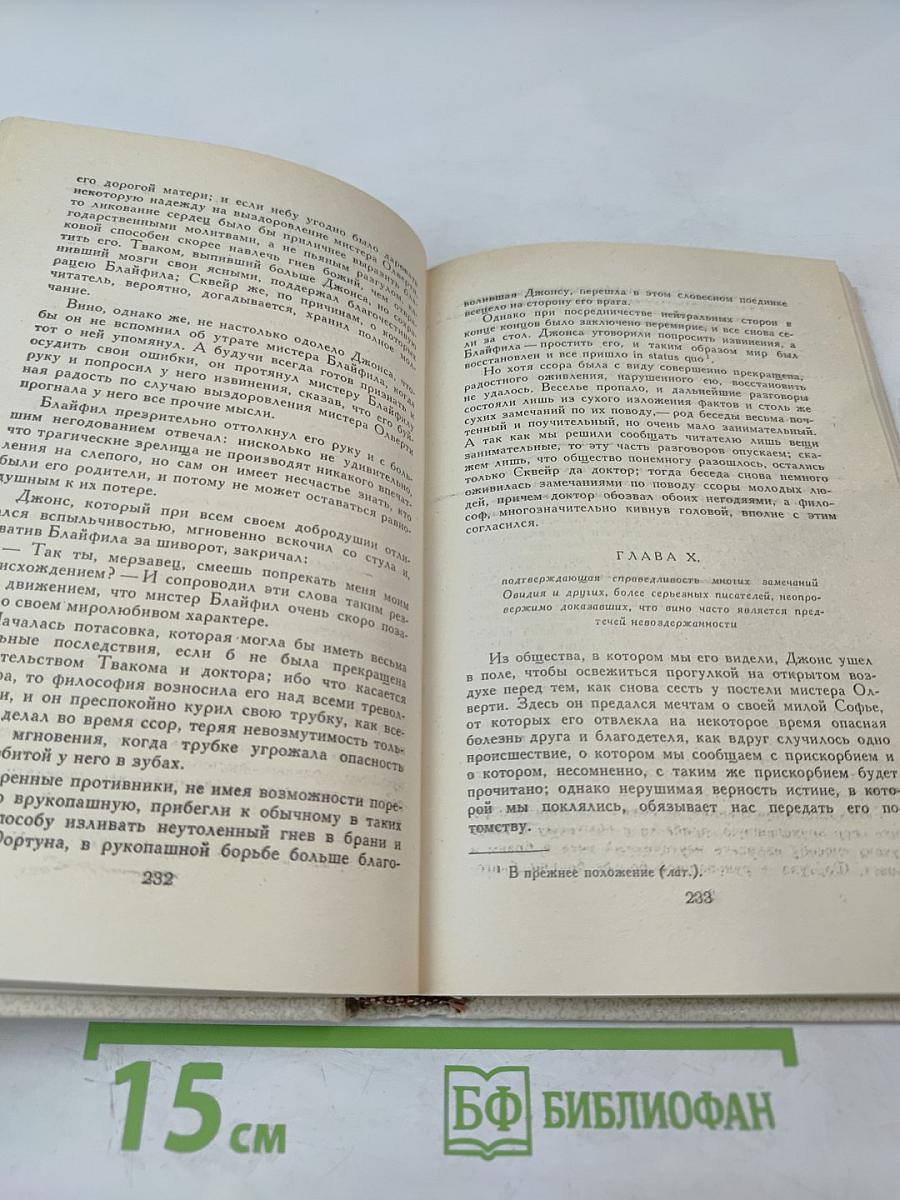 его дорогой матери; и если небу угодно было даровать
некоторую надежду на выздоровление мистера Олверти,
то ликование сердец было бы приличнее выразить бла-
годарственными молитвами, а не пьяным разгулом, ка-
ковой способен скорее навлечь гнев божий, чем отвра-
тить его. Тваком, выпивший больше Джонса, но сохра-
нивший мозги свои ясными, поддержал благочестивую
рацею Блайфила; Сквейр же, по причинам, о которых
читатель, вероятно, догадывается, хранил полное мол-
чание.
Вино, однако же, не настолько одолело Джонса, что
бы он не вспомнил об утрате мистера Блайфила, когда
тот о ней упомянул. А будучи всегда готов признать и
осудить свои ошибки, он протянул мистеру Блайфилу
руку и попросил у него извинения, сказав, что его буй-
ная радость по случаю выздоровления мистера Олверти
прогнала у него все прочие мысли.
Блайфил презрительно оттолкнул его руку и с боль-
шим негодованием отвечал: нисколько не удивительно,
что трагические зрелища не производят никакого впечат-
ления на слепого, но сам он имеет несчастье знать, кто
были его родители, и потому не может оставаться равно-
душным к их потере.
Джонс, который при всем своем добродушии отли-
ался вспыльчивостью, мгновенно вскочил со стула и,
ватив Блайфила за шиворот, закричал:
— Так ты, мерзавец, смеешь попрекать меня моим
исхождением? — И сопроводил эти слова таким рез-
движением, что мистер Блайфил очень скоро поза-
о своем миролюбивом характере.
Началась потасовка, которая могла бы иметь весьма
ьные последствия, если б не была прекращена
тельством Твакома и доктора; ибо что касается
ра, то философия возносила его над всеми тревол-
и, и он преспокойно курил свою трубку, как все-
делал во время ссор, теряя невозмутимость толь-
мгновения, когда трубке угрожала опасность
битой у него в зубах.
ренные противники, не имея возможности поре-
о врукопашную, прибегли к обычному в таких
пособу изливать неутоленный гнев в брани и
Фортуна, в рукопашной борьбе больше благо-
232
волившая Джонсу, перешла в этом словесном поединке
всецело на сторону его врага.
Однако при посредничестве нейтральных сторон в
конце концов было заключено перемирие, и все снова се-
ли за стол. Джонса уговорили попросить извинения, а
Блайфила — простить его, и таким образом мир был
восстановлен и все пришло in status quo ¹.
Но хотя ссора была с виду совершенно прекращена,
радостного оживления, нарушенного ею, восстановить
не удалось. Веселье пропало, и дальнейшие разговоры
состояли лишь из сухого изложения фактов и столь же
сухих замечаний по их поводу,— род беседы весьма поч-
тенный и поучительный, но очень мало занимательный.
А так как мы решили сообщать читателю лишь вещи
занимательные, то эту часть разговоров опускаем; ска-
жем лишь, что общество понемногу разошлось, остались
только Сквейр да доктор; тогда беседа снова немного
оживилась замечаниями по поводу ссоры молодых лю-
дей, причем доктор обозвал обоих негодяями, а фило-
соф, многозначительно кивнув головой, вполне с этим
согласился.
ГЛАВА X,
подтверждающая справедливость многих замечаний
Овидия и других, более серьезных писателей, неопро-
вержимо доказавших, что вино часто является пред-
течей невоздержанности
Из общества, в котором мы его видели, Джонс ушел
в поле, чтобы освежиться прогулкой на открытом воз-
духе перед тем, как снова сесть у постели мистера Ол-
верти. Здесь он предался мечтам о своей милой Софье,
от которых его отвлекла на некоторое время опасная
болезнь друга и благодетеля, как вдруг случилось одно
происшествие, о котором мы сообщаем с прискорбием и
о котором, несомненно, с таким же прискорбием будет
прочитано; однако нерушимая верность истине, в кото-
рой мы поклялись, обязывает нас передать его по-
томству.
¹ В прежнее положение (лат.).
233
15 см
БФ БИБЛИОФАН